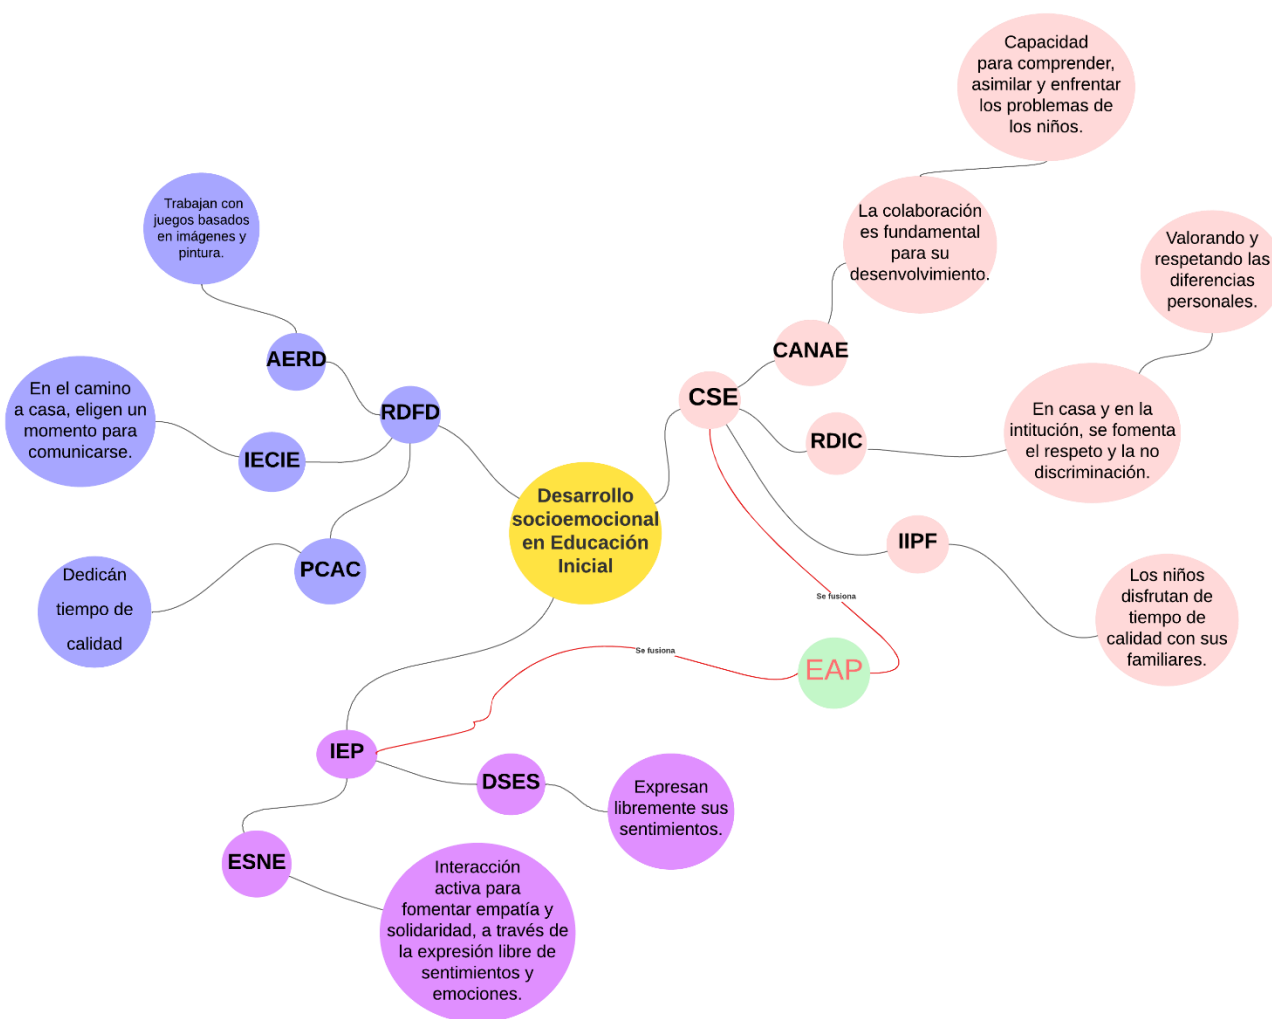 Capacidad
para comprender,
asimilar y enfrentar
los problemas de
los niños.
Trabajan con
juegos basados
en imágenes y
pintura.
La colaboración
es fundamental
para su
desenvolvimiento.
Valorando y
respetando las
diferencias
personales.
AERD
CANAE
En el camino
a casa, eligen un
momento para
comunicarse.
RDFD
CSE
IECIE
RDIC
En casa y en la
intitución, se fomenta
el respeto y la no
discriminación.
Desarrollo
socioemocional
en Educación
Inicial
PCAC
IIPF
Dedicán
tiempo de
calidad
Los niños
disfrutan de
tiempo de
calidad con sus
familiares.
Se fusiona
Se fusiona
EAP
IEP
DSES
Expresan
libremente sus
sentimientos.
ESNE
Interacción
activa para
fomentar empatía y
solidaridad, a través de
la expresión libre de
sentimientos y
emociones.